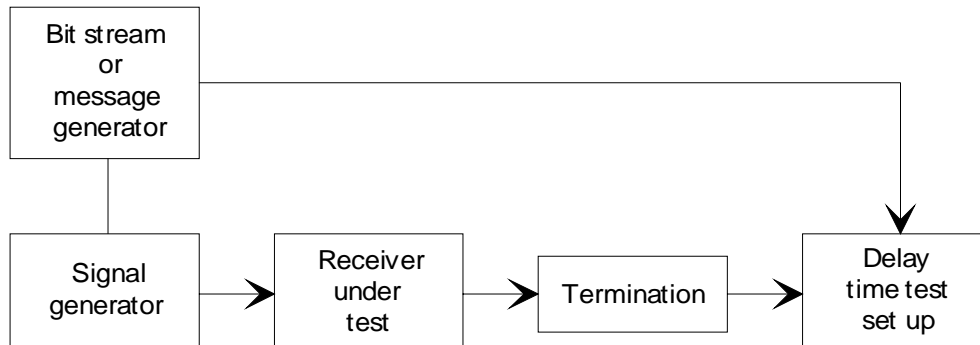 Bit stream
or
message
generator
Signal
generator
Receiver
under
test
Termination
Delay
time test
set up